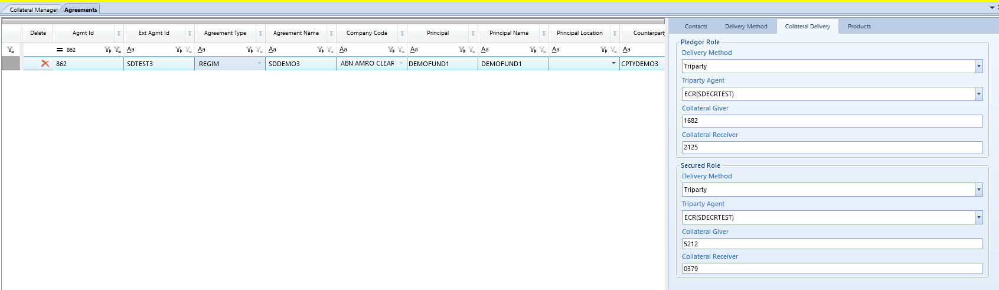 Collateral Manager Agreements
Delete Agmt Id Σ Ext Agmt Id Σ Agreement Type Σ Agreement Name Σ Company Code Σ Principal Σ Principal Name Σ Principal Location Σ Counterparty
= 862 Aa Aa Aa Aa Aa Aa Aa Aa
862 SDTEST3 REGIM SDDEMO3 ABN AMRO CLEAR DEMOFUND1 DEMOFUND1 CPTYDEMO3
Contacts Delivery Method Collateral Delivery Products
Pledgor Role
Delivery Method
Triparty
Triparty Agent
ECR(SDECRTEST)
Collateral Giver
1682
Collateral Receiver
2125
Secured Role
Delivery Method
Triparty
Triparty Agent
ECR(SDECRTEST)
Collateral Giver
5212
Collateral Receiver
0379